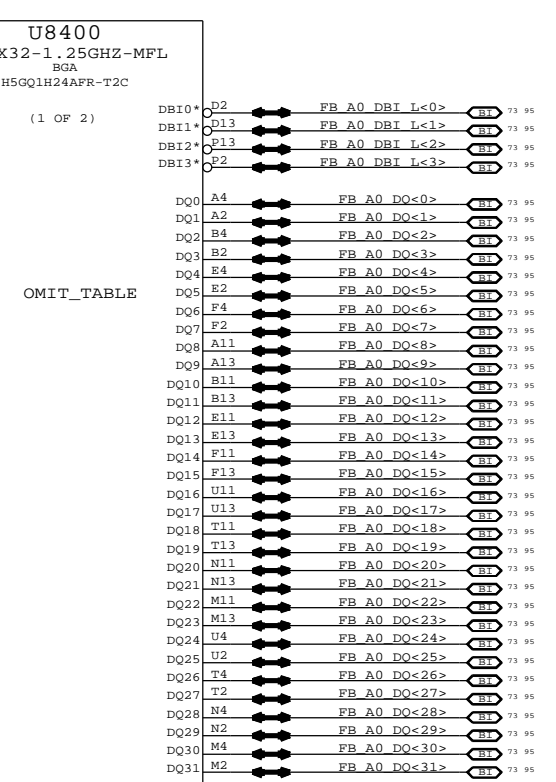 U8400
X32-1.25GHZ-MFL
BGA
H5GQ1H24AFR-T2C
(1 OF 2)
OMIT_TABLE
DBI0* D2 FB_A0_DBI_L<0> BI 73 95
DBI1* D13 FB_A0_DBI_L<1> BI 73 95
DBI2* P13 FB_A0_DBI_L<2> BI 73 95
DBI3* P2 FB_A0_DBI_L<3> BI 73 95
DQ0 A4 FB_A0_DQ<0> BI 73 95
DQ1 A2 FB_A0_DQ<1> BI 73 95
DQ2 B4 FB_A0_DQ<2> BI 73 95
DQ3 B2 FB_A0_DQ<3> BI 73 95
DQ4 E4 FB_A0_DQ<4> BI 73 95
DQ5 E2 FB_A0_DQ<5> BI 73 95
DQ6 F4 FB_A0_DQ<6> BI 73 95
DQ7 F2 FB_A0_DQ<7> BI 73 95
DQ8 A11 FB_A0_DQ<8> BI 73 95
DQ9 A13 FB_A0_DQ<9> BI 73 95
DQ10 B11 FB_A0_DQ<10> BI 73 95
DQ11 B13 FB_A0_DQ<11> BI 73 95
DQ12 E11 FB_A0_DQ<12> BI 73 95
DQ13 E13 FB_A0_DQ<13> BI 73 95
DQ14 F11 FB_A0_DQ<14> BI 73 95
DQ15 F13 FB_A0_DQ<15> BI 73 95
DQ16 U11 FB_A0_DQ<16> BI 73 95
DQ17 U13 FB_A0_DQ<17> BI 73 95
DQ18 T11 FB_A0_DQ<18> BI 73 95
DQ19 T13 FB_A0_DQ<19> BI 73 95
DQ20 N11 FB_A0_DQ<20> BI 73 95
DQ21 N13 FB_A0_DQ<21> BI 73 95
DQ22 M11 FB_A0_DQ<22> BI 73 95
DQ23 M13 FB_A0_DQ<23> BI 73 95
DQ24 U4 FB_A0_DQ<24> BI 73 95
DQ25 U2 FB_A0_DQ<25> BI 73 95
DQ26 T4 FB_A0_DQ<26> BI 73 95
DQ27 T2 FB_A0_DQ<27> BI 73 95
DQ28 N4 FB_A0_DQ<28> BI 73 95
DQ29 N2 FB_A0_DQ<29> BI 73 95
DQ30 M4 FB_A0_DQ<30> BI 73 95
DQ31 M2 FB_A0_DQ<31> BI 73 95